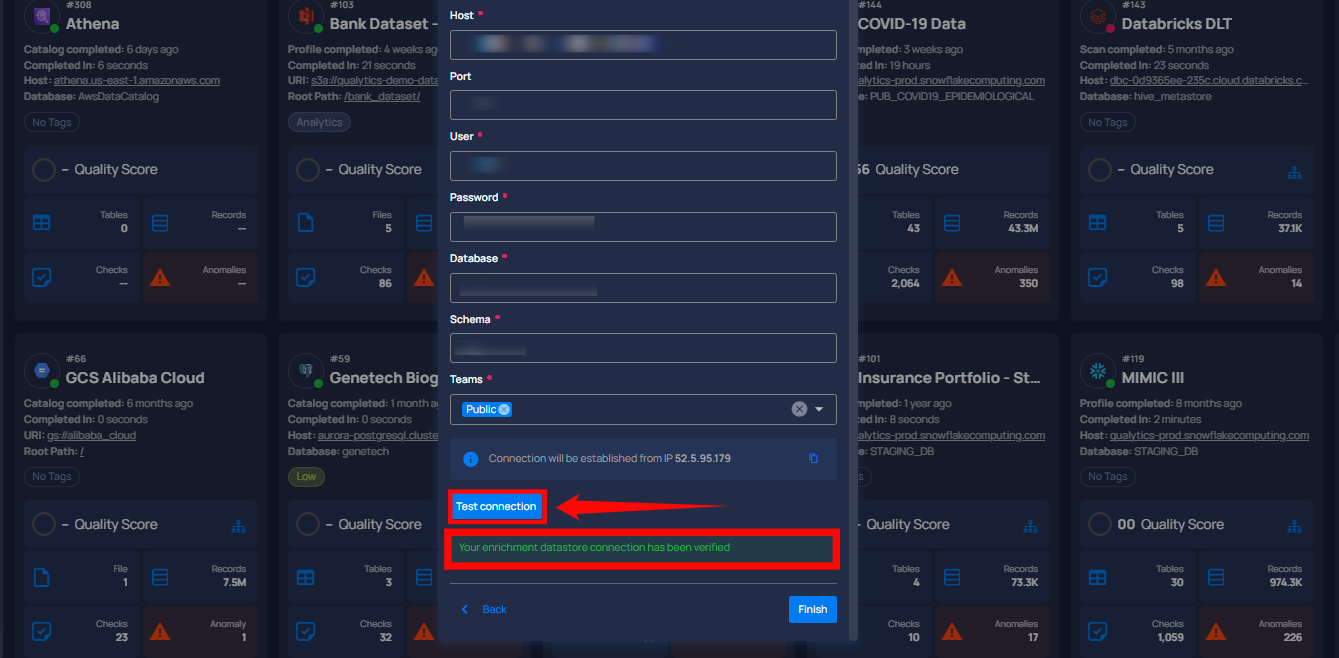 #308
Athena
Catalog completed: 6 days ago
Completed In: 6 seconds
Host: athena.us-east-1.amazonaws.com
Database: AwsDataCatalog
No Tags
– Quality Score
Tables
0
Records
--
Checks
--
Anomalies
--
#103
Bank Dataset -
Profile completed: 4 weeks ag
Completed In: 21 seconds
URI: s3a://qualytics-demo-data
Root Path: /bank_dataset/
Analytics
– Quality Score
Files
5
Checks
86
Host *
Port
User *
Password *
Database *
Schema *
Teams *
Public
Connection will be established from IP 52.5.95.179
Test connection
Your enrichment datastore connection has been verified
Back
Finish
#144
COVID-19 Data
mpleted: 3 weeks ago
ed In: 19 hours
alytics-prod.snowflakecomputing.com
e: PUB_COVID19_EPIDEMIOLOGICAL
56 Quality Score
Tables
43
Records
43.3M
Checks
2,064
Anomalies
350
#143
Databricks DLT
Scan completed: 5 months ago
Completed In: 23 seconds
Host: dbc-0d9365ee-235c.cloud.databricks.c...
Database: hive_metastore
No Tags
– Quality Score
Tables
5
Records
37.1K
Checks
98
Anomalies
14
#66
GCS Alibaba Cloud
Catalog completed: 6 months ago
Completed In: 0 seconds
URI: gs://alibaba_cloud
Root Path: /
No Tags
– Quality Score
File
1
Records
7.5M
Checks
23
Anomaly
1
#59
Genetech Biog
Catalog completed: 1 month a
Completed In: 0 seconds
Host: aurora-postgresql.cluste
Database: genetech
Low
– Quality Score
Tables
3
Checks
32
#101
Insurance Portfolio - St...
mpleted: 1 year ago
ed In: 8 seconds
alytics-prod.snowflakecomputing.com
e: STAGING_DB
s
– Quality Score
Tables
4
Records
73.3K
Checks
10
Anomalies
17
#119
MIMIC III
Profile completed: 8 months ago
Completed In: 2 minutes
Host: qualytics-prod.snowflakecomputing.com
Database: STAGING_DB
No Tags
00 Quality Score
Tables
30
Records
974.3K
Checks
1,059
Anomalies
226